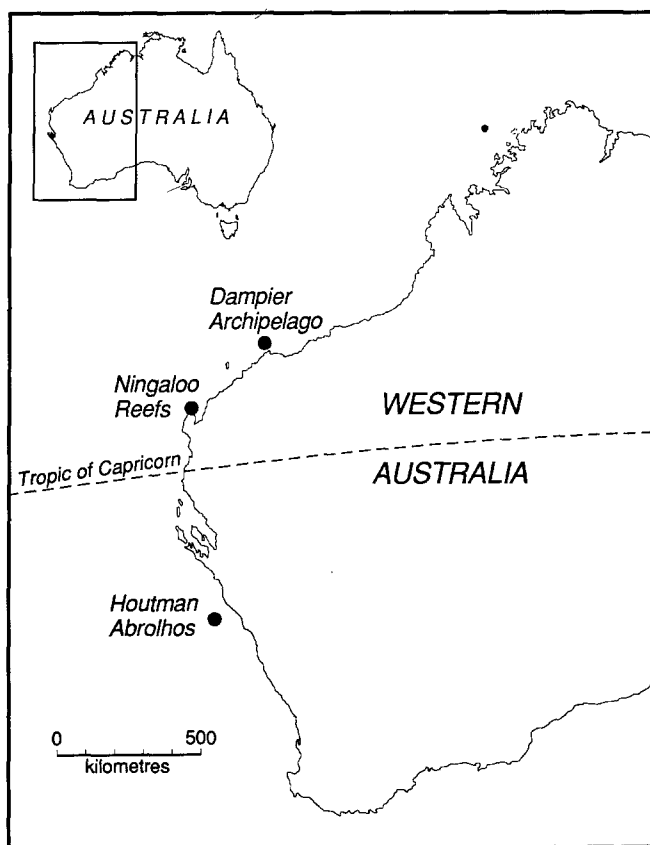 AUSTRALIA
Dampier
Archipelago
Ningaloo
Reefs
WESTERN
Tropic of Capricorn
AUSTRALIA
Houtman
Abrolhos
0 500
kilometres